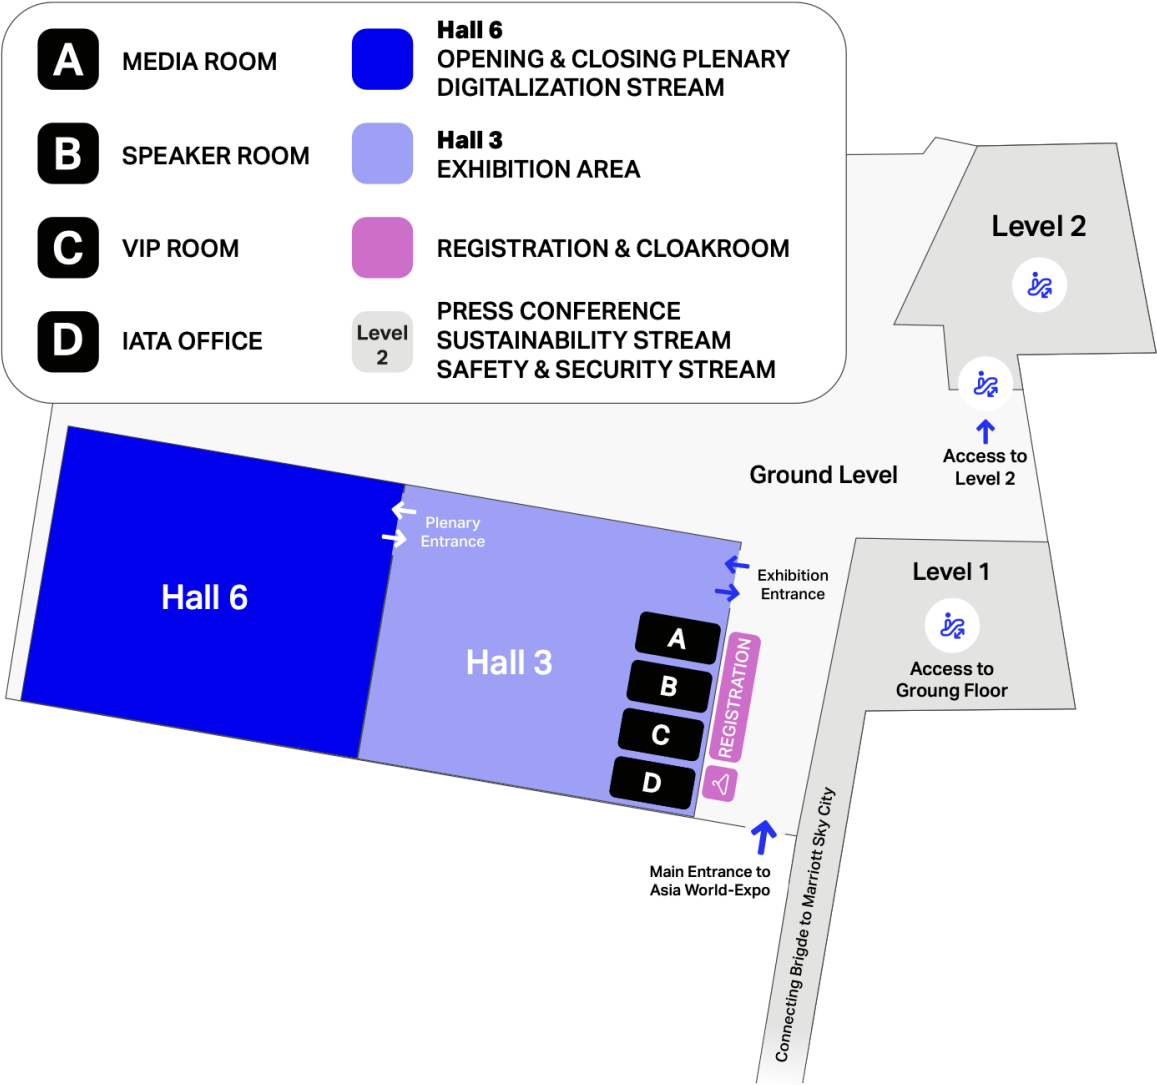 A
MEDIA ROOM
B
SPEAKER ROOM
C
VIP ROOM
D
IATA OFFICE
Hall 6
OPENING & CLOSING PLENARY
DIGITALIZATION STREAM
Hall 3
EXHIBITION AREA
REGISTRATION & CLOAKROOM
Level
2
PRESS CONFERENCE
SUSTAINABILITY STREAM
SAFETY & SECURITY STREAM
Level 2
Access to
Level 2
Ground Level
Plenary
Entrance
Hall 6
Hall 3
Exhibition
Entrance
A
B
C
D
REGISTRATION
Level 1
Access to
Groung Floor
Main Entrance to
Asia World-Expo
Connecting Brigde to Marriott Sky City